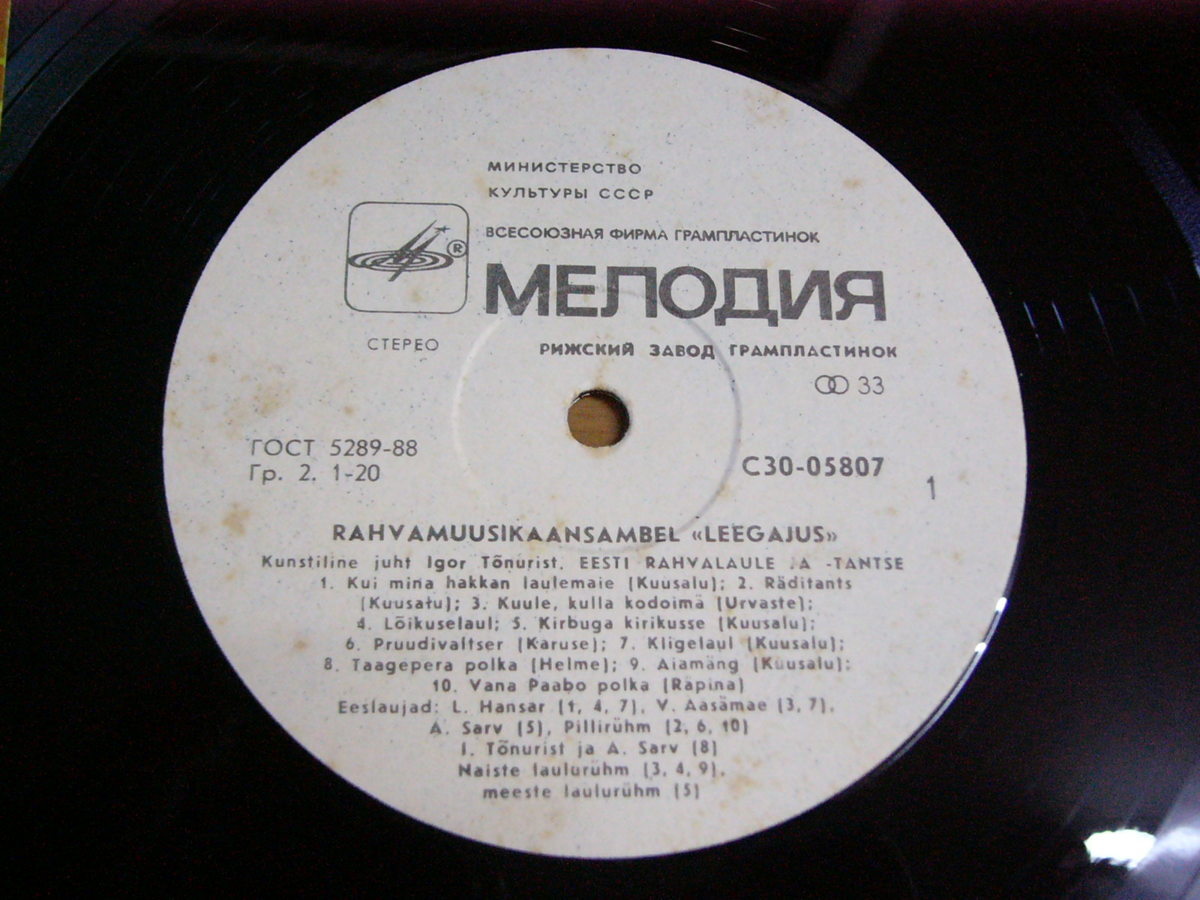 МИНИСТЕРСТВО
КУЛЬТУРЫ СССР
ВСЕСОЮЗНАЯ ФИРМА ГРАМПЛАСТИНОК
®
МЕЛОДИЯ
СТЕРЕО
РИЖСКИЙ ЗАВОД ГРАМПЛАСТИНОК
33
ГОСТ 5289-88
Гр. 2. 1-20
С30-05807
1
RAHVAMUUSIKAANSAMBEL «LEEGAJUS»
Kunstiline juht Igor Tõnurist. EESTI RAHVALAULE JA -TANTSE
1. Kui mina hakkan laulemaie (Kuusalu); 2. Räditants
(Kuusalu); 3. Kuule, kulla kodoimä (Urvaste);
4. Lõikuselaul; 5. Kirbuga kirikusse (Kuusalu);
6. Pruudivaltser (Karuse); 7. Kligelaul (Kuusalu);
8. Taagepera polka (Helme); 9. Aiamäng (Kuusalu);
10. Vana Paabo polka (Räpina)
Eeslaujad: L. Hansar (1, 4, 7), V. Aasämae (3, 7),
A. Sarv (5), Pillirühm (2, 6, 10)
I. Tõnurist ja A. Sarv (8)
Naiste laulurühm (3, 4, 9),
meeste laulurühm (5)